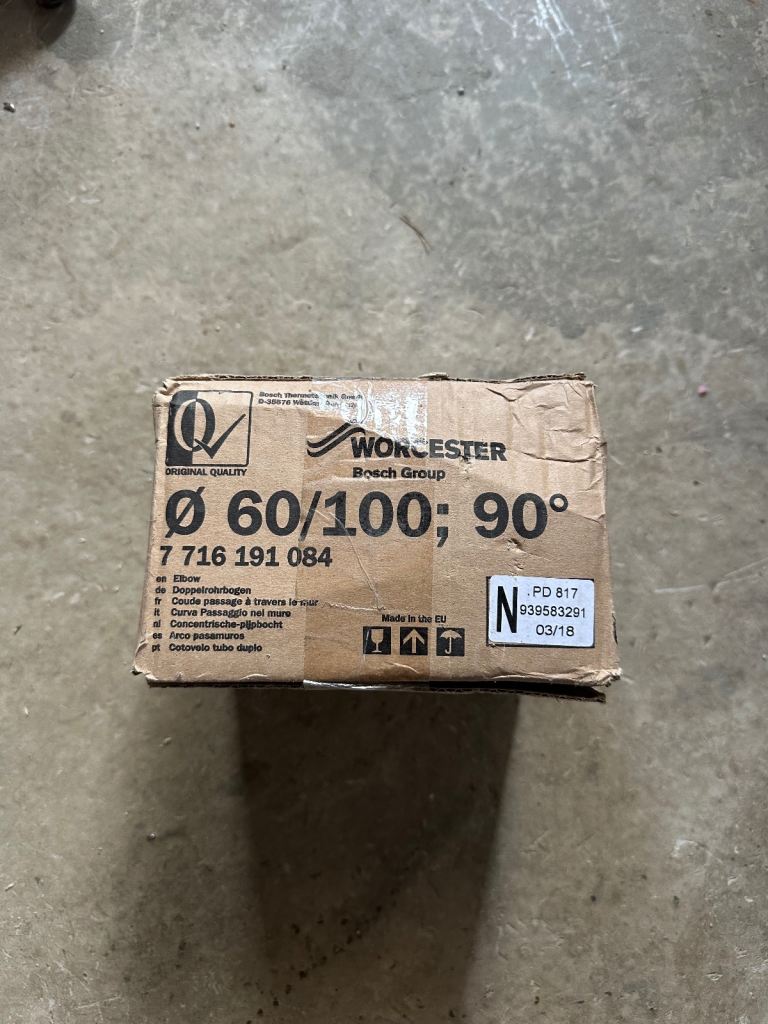 Bosch
D-35576
ORIGINAL QUALITY
WORCESTER
Bosch Group
Ø 60/100; 90°
7 716 191 084
en Elbow
de Doppelrohrbogen
fr Coude passage à travers le mur
it Curva Passaggio nel muro
nl Concentrische-pijpbocht
es Arco pasamuros
pt Cotovelo tubo duplo
Made in the EU
N
.PD 817
939583291
03/18